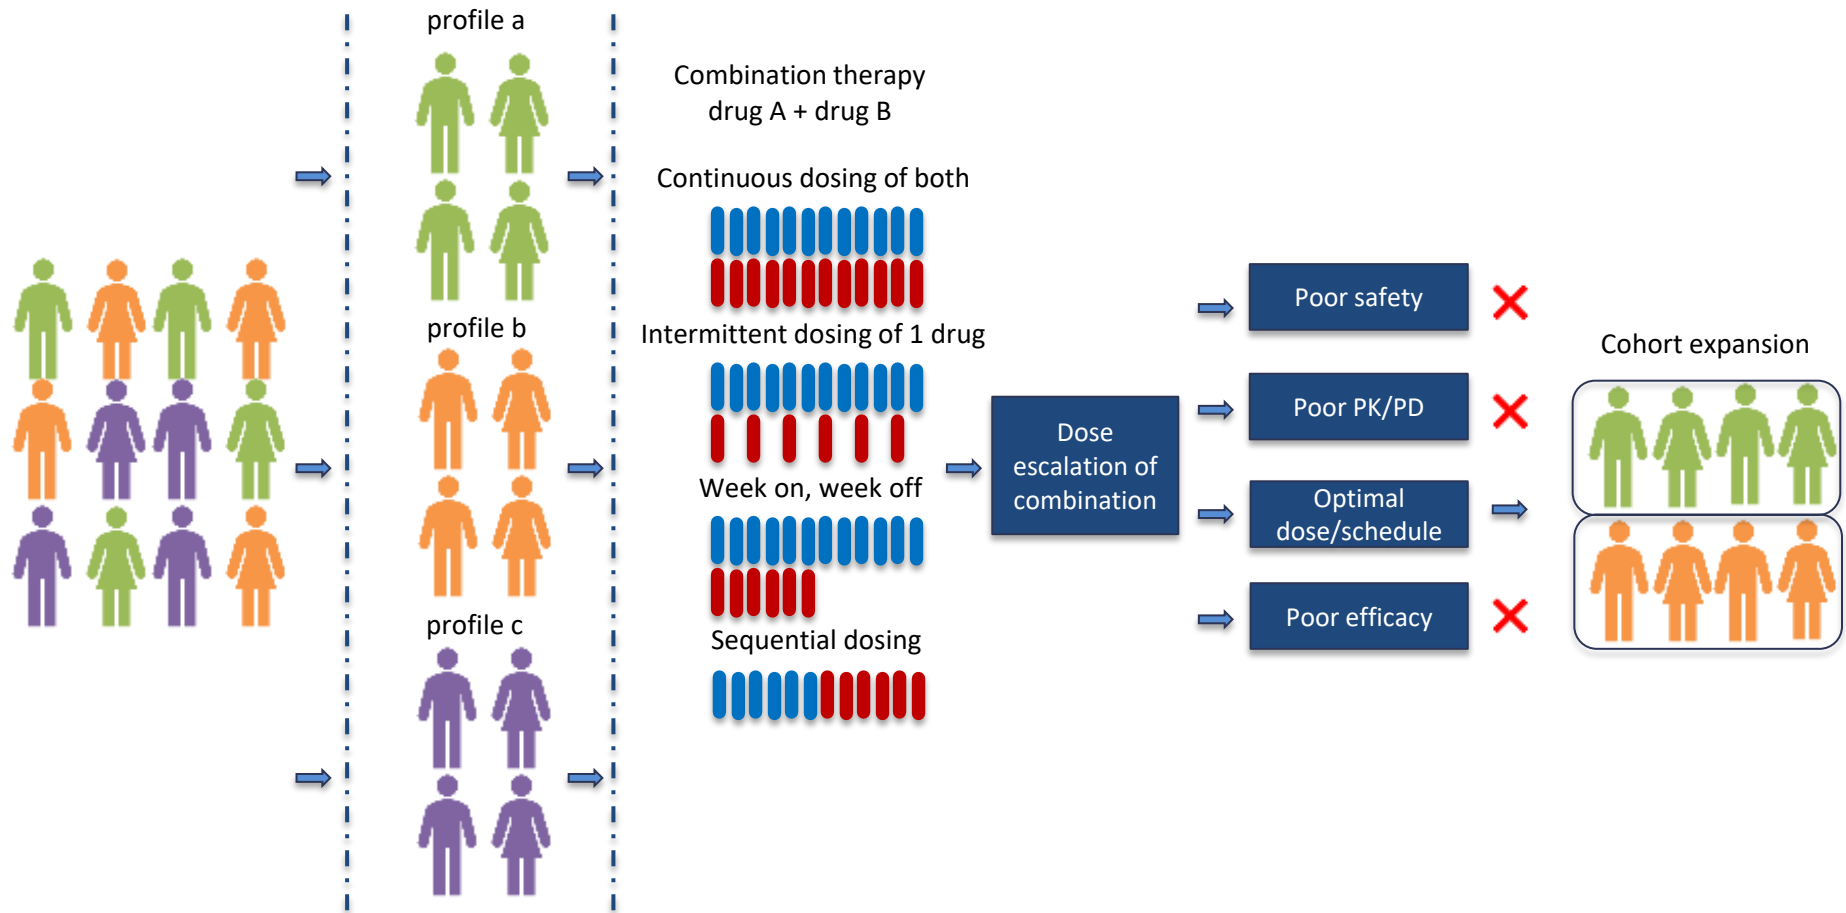 profile a
profile b
profile c
Combination therapy
drug A + drug B
Continuous dosing of both
Intermittent dosing of 1 drug
Week on, week off
Sequential dosing
Dose
escalation of
combination
Poor safety
Poor PK/PD
Optimal
dose/schedule
Poor efficacy
Cohort expansion